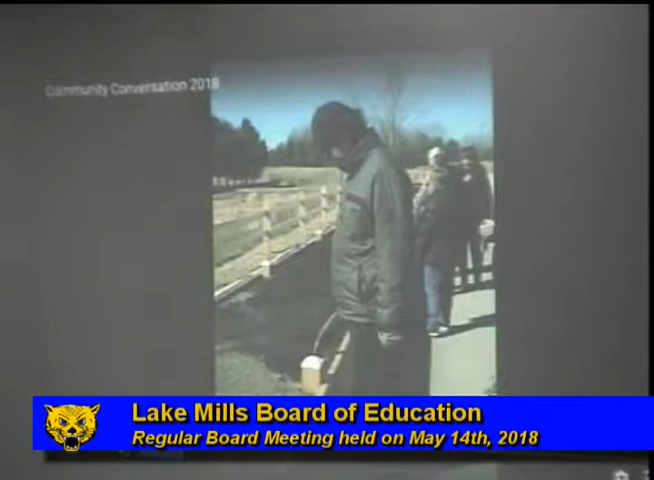 Community Conversation 2018
Lake Mills Board of Education
Regular Board Meeting held on May 14th, 2018